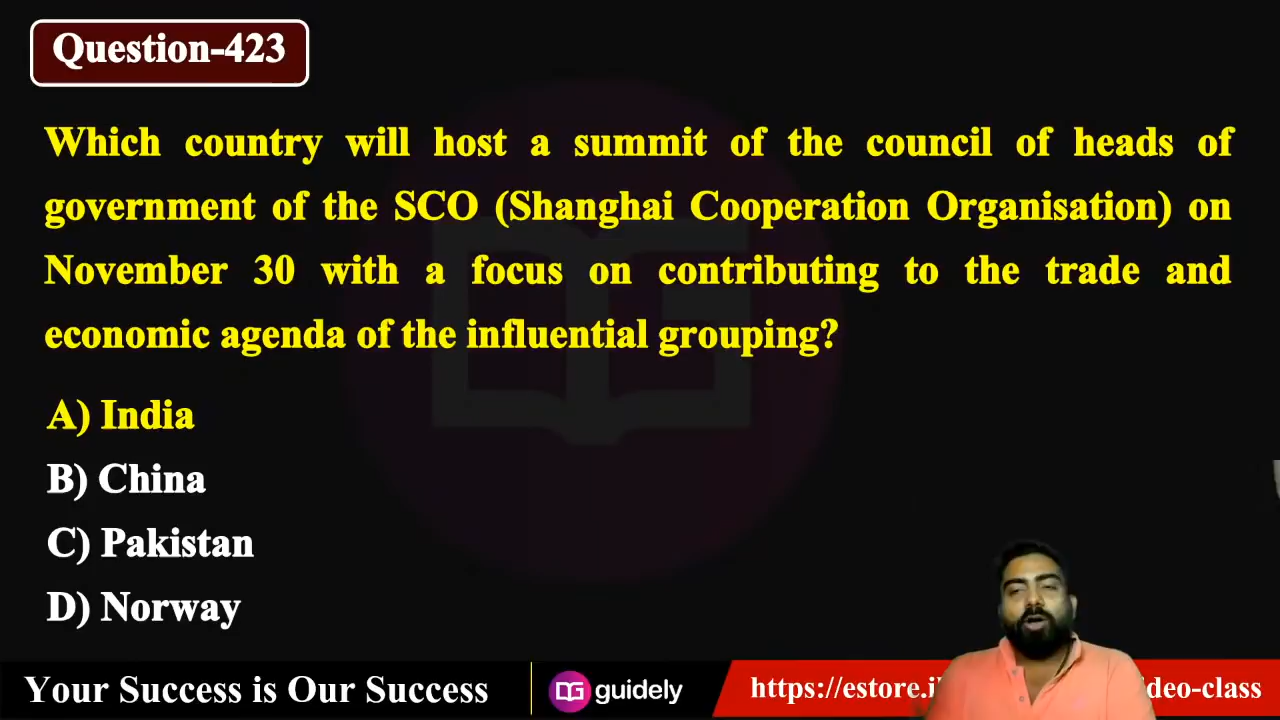 Question-423
Which country will host a summit of the council of heads of
government of the SCO (Shanghai Cooperation Organisation) on
November 30 with a focus on contributing to the trade and
economic agenda of the influential grouping?
A) India
B) China
C) Pakistan
D) Norway
Your Success is Our Success
guidely
https://estore.i
deo-class